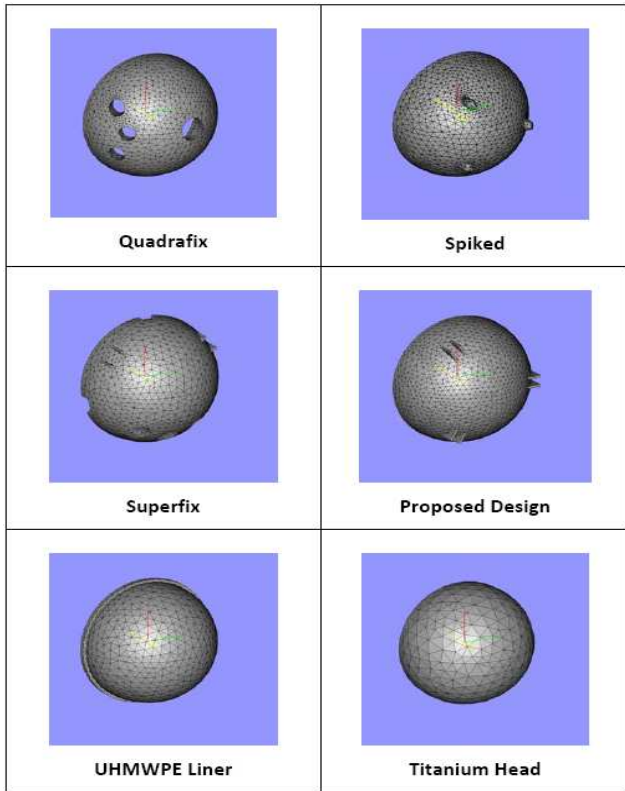 Quadrafix
Spiked
Superfix
Proposed Design
UHMWPE Liner
Titanium Head